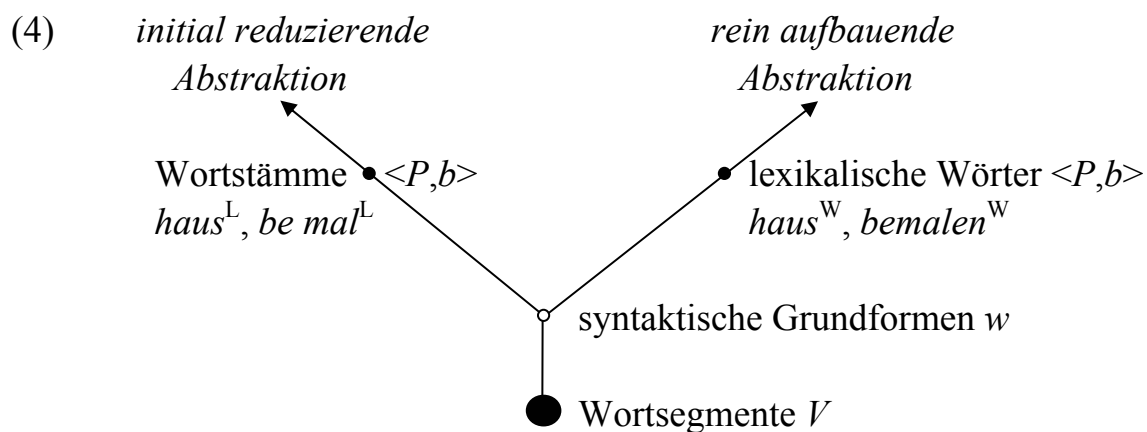 (4) initial reduzierende rein aufbauende
Abstraktion Abstraktion
Wortstämme <P,b> lexikalische Wörter <P,b>
haus^L, be mal^L haus^W, bemalen^W
syntaktische Grundformen w
Wortsegmente V